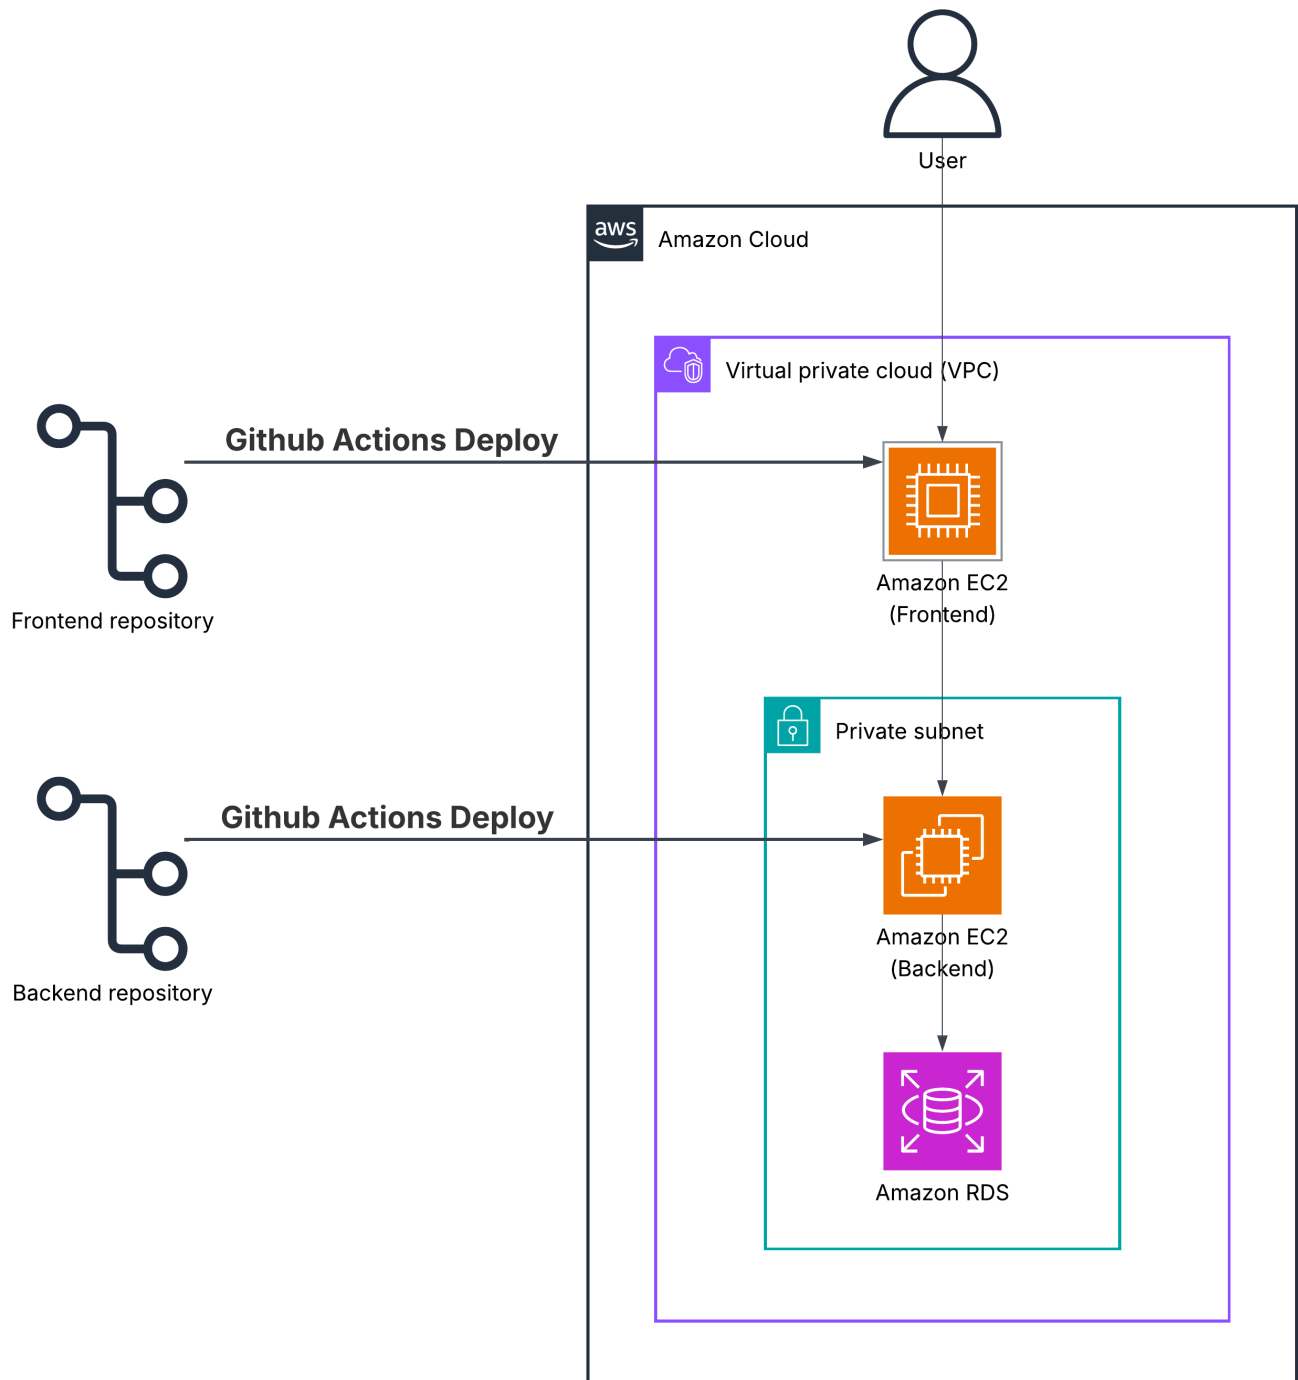 User
aws
Amazon Cloud
Virtual private cloud (VPC)
Github Actions Deploy
Frontend repository
Amazon EC2
(Frontend)
Private subnet
Github Actions Deploy
Backend repository
Amazon EC2
(Backend)
Amazon RDS